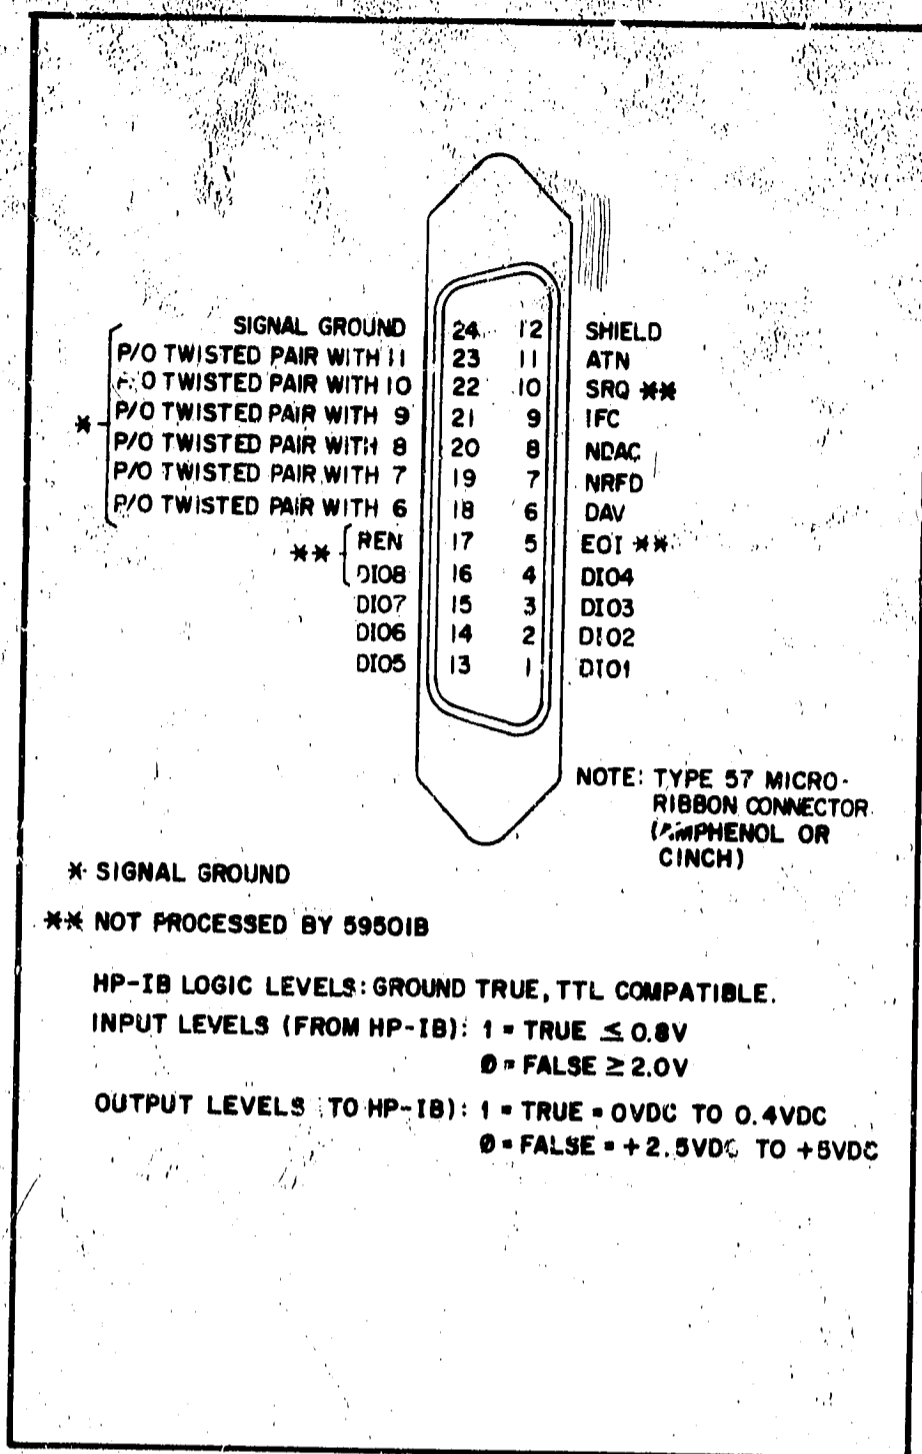 SIGNAL GROUND 24 12 SHIELD
P/O TWISTED PAIR WITH 11 23 11 ATN
P/O TWISTED PAIR WITH 10 22 10 SRQ **
* P/O TWISTED PAIR WITH 9 21 9 IFC
P/O TWISTED PAIR WITH 8 20 8 NDAC
P/O TWISTED PAIR WITH 7 19 7 NRFD
P/O TWISTED PAIR WITH 6 18 6 DAV
** REN 17 5 EOI **
DIO8 16 4 DIO4
DIO7 15 3 DIO3
DIO6 14 2 DIO2
DIO5 13 1 DIO1
NOTE: TYPE 57 MICRO-
RIBBON CONNECTOR
(AMPHENOL OR
CINCH)
* SIGNAL GROUND
** NOT PROCESSED BY 59501B
HP-IB LOGIC LEVELS: GROUND TRUE, TTL COMPATIBLE.
INPUT LEVELS (FROM HP-IB): 1 = TRUE ≤ 0.8V
0 = FALSE ≥ 2.0V
OUTPUT LEVELS (TO HP-IB): 1 = TRUE = 0VDC TO 0.4VDC
0 = FALSE = +2.5VDC TO +5VDC